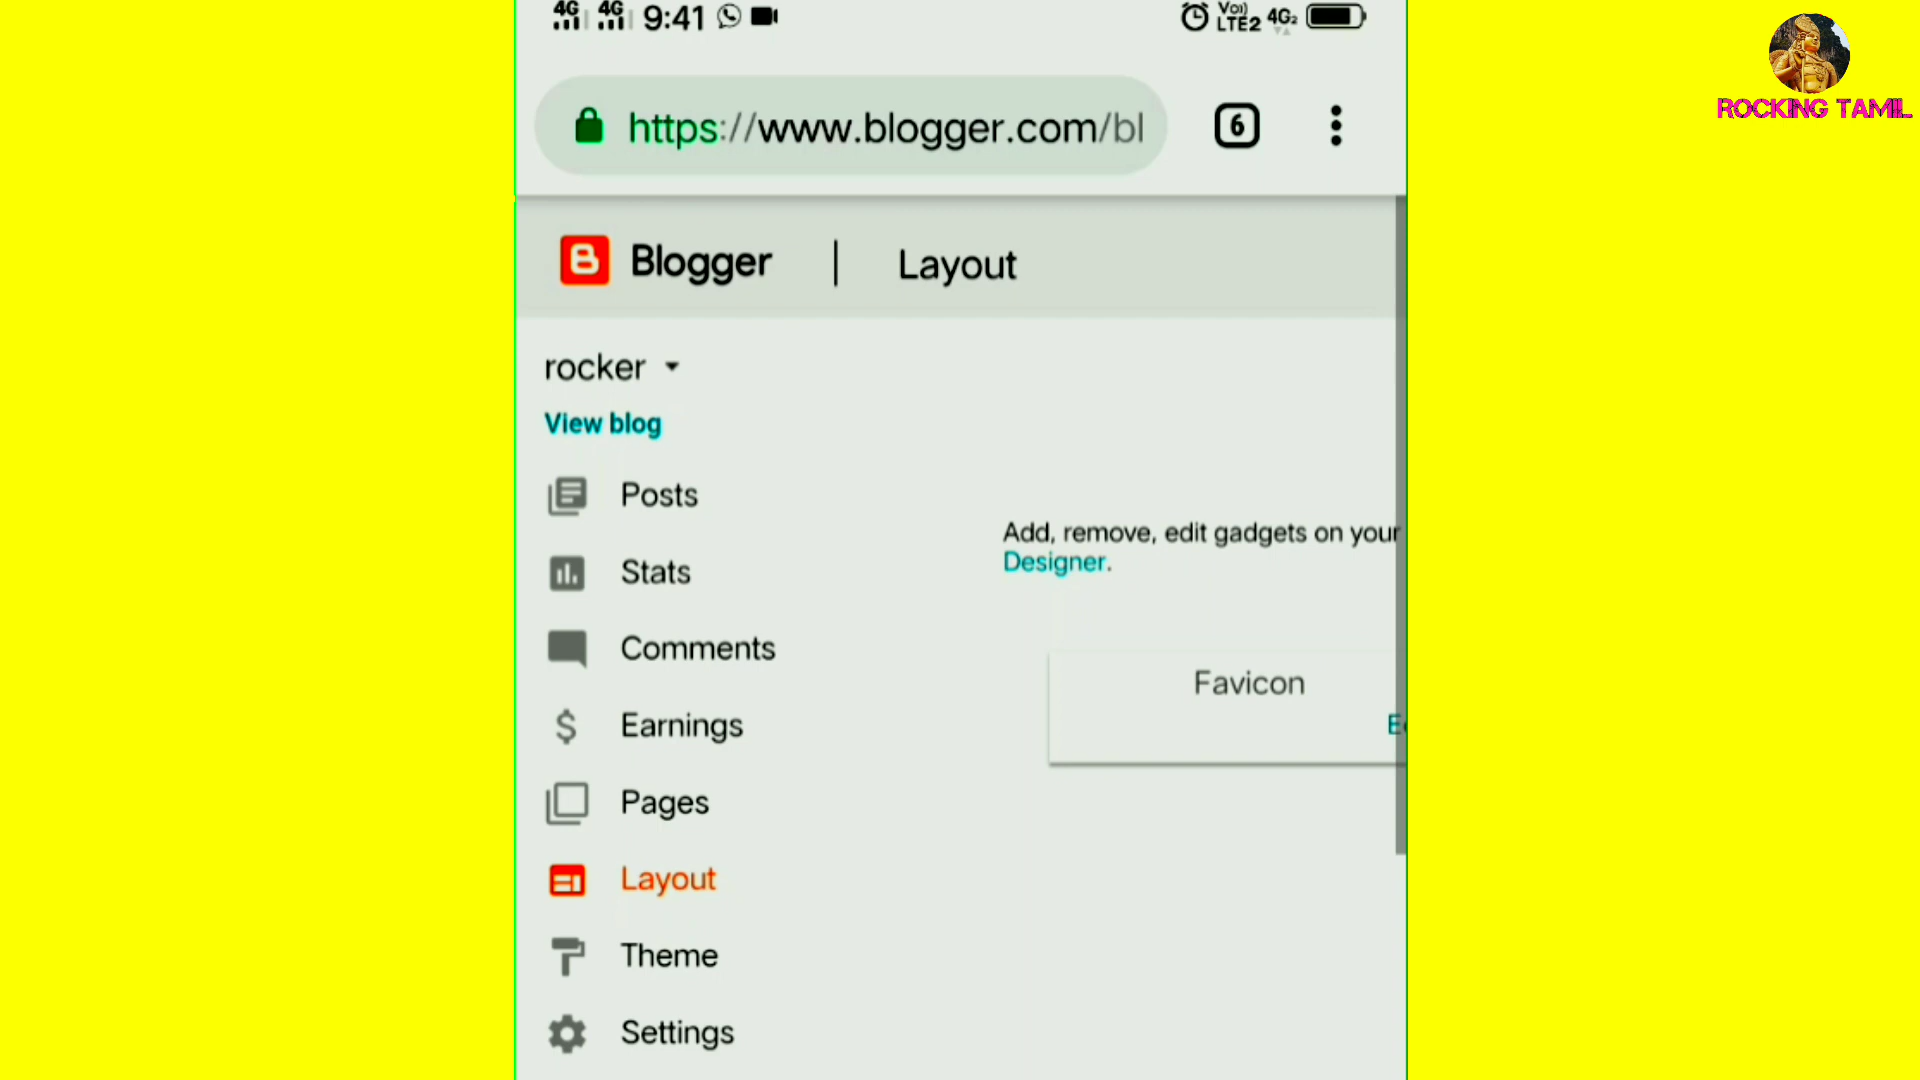 4G 4G 9:41 Vo) LTE2 4G2
https://www.blogger.com/bl 6
ROCKING TAMIL
Blogger | Layout
rocker
View blog
Posts
Stats
Comments
Earnings
Pages
Layout
Theme
Settings
Add, remove, edit gadgets on your
Designer.
Favicon